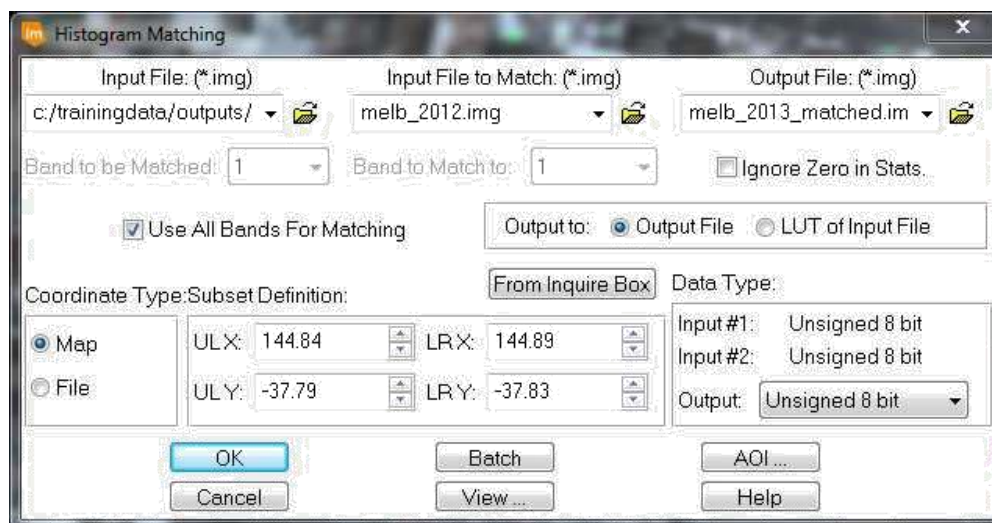 Im Histogram Matching X
Input File: (*.img) Input File to Match: (*.img) Output File: (*.img)
c:/trainingdata/outputs/ melb_2012.img melb_2013_matched.im
Band to be Matched: 1 Band to Match to: 1 Ignore Zero in Stats.
Use All Bands For Matching Output to: Output File LUT of Input File
From Inquire Box
Coordinate Type: Subset Definition: Data Type:
Map ULX: 144.84 LRX: 144.89 Input #1: Unsigned 8 bit
Input #2: Unsigned 8 bit
File ULY: -37.79 LRY: -37.83 Output: Unsigned 8 bit
OK Batch AOI ...
Cancel View ... Help